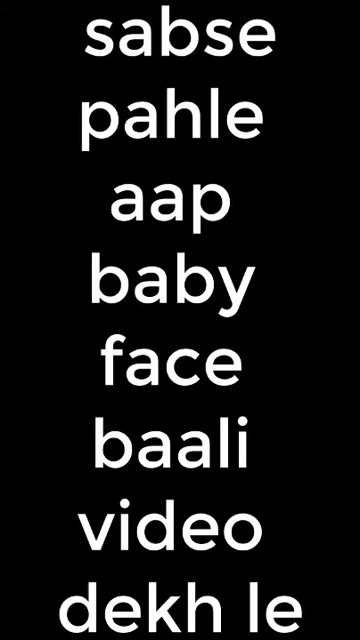 sabse
pahle
aap
baby
face
baali
video
dekh le